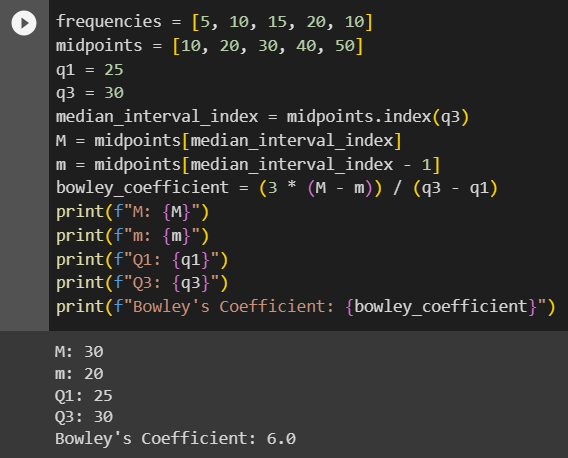 frequencies = [5, 10, 15, 20, 10]
midpoints = [10, 20, 30, 40, 50]
q1 = 25
q3 = 30
median_interval_index = midpoints.index(q3)
M = midpoints[median_interval_index]
m = midpoints[median_interval_index - 1]
bowley_coefficient = (3 * (M - m)) / (q3 - q1)
print(f"M: {M}")
print(f"m: {m}")
print(f"Q1: {q1}")
print(f"Q3: {q3}")
print(f"Bowley's Coefficient: {bowley_coefficient}")
M: 30
m: 20
Q1: 25
Q3: 30
Bowley's Coefficient: 6.0